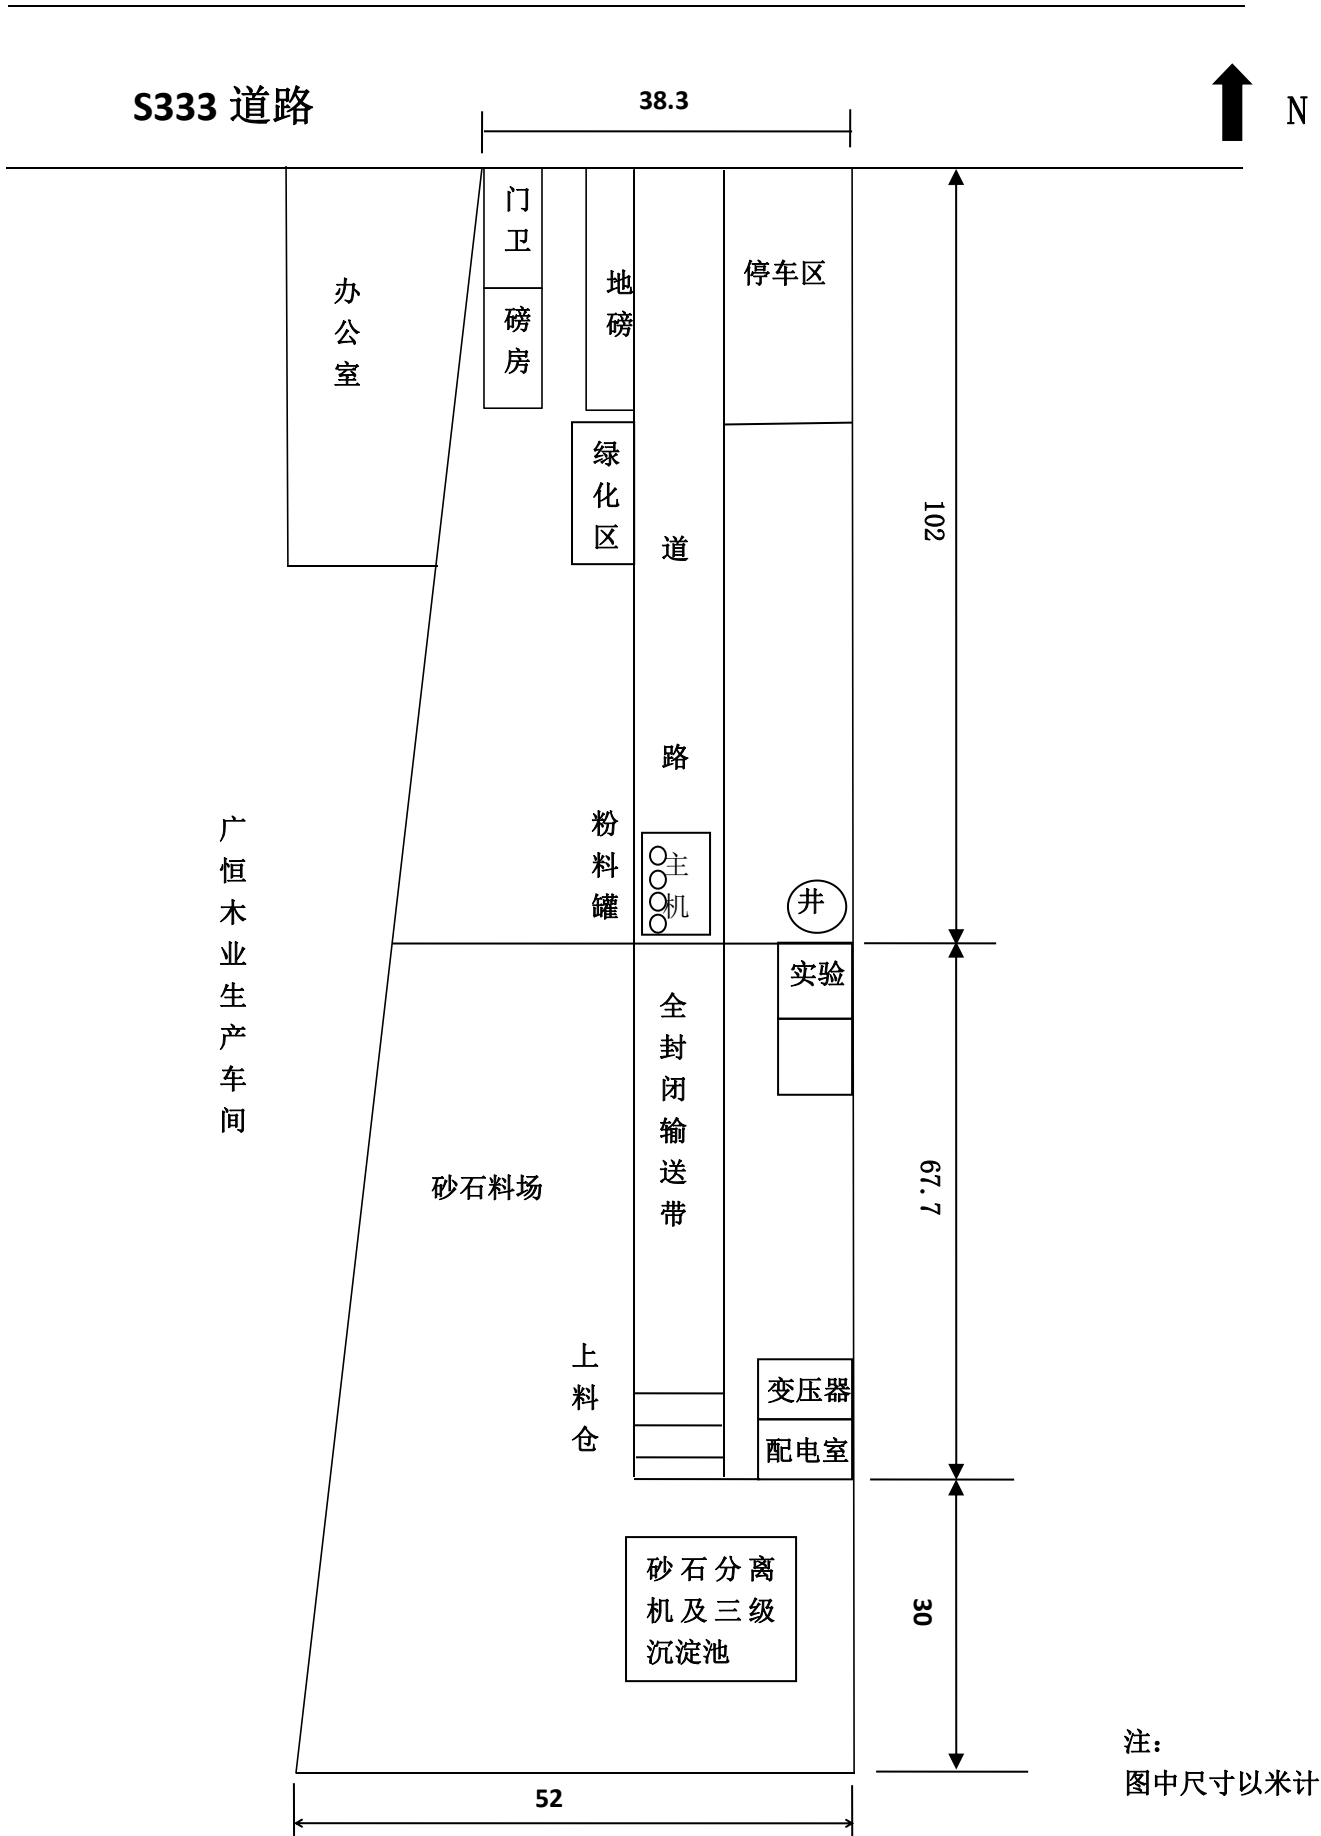 38.3
S333 道路
N
门卫
磅房
地磅
停车区
办公室
绿化区
102
道路
粉料罐
主机
井
广恒木业生产车间
实验
全封闭输送带
砂石料场
67.7
上料仓
变压器
配电室
砂石分离
机及三级
沉淀池
30
注：
图中尺寸以米计
52